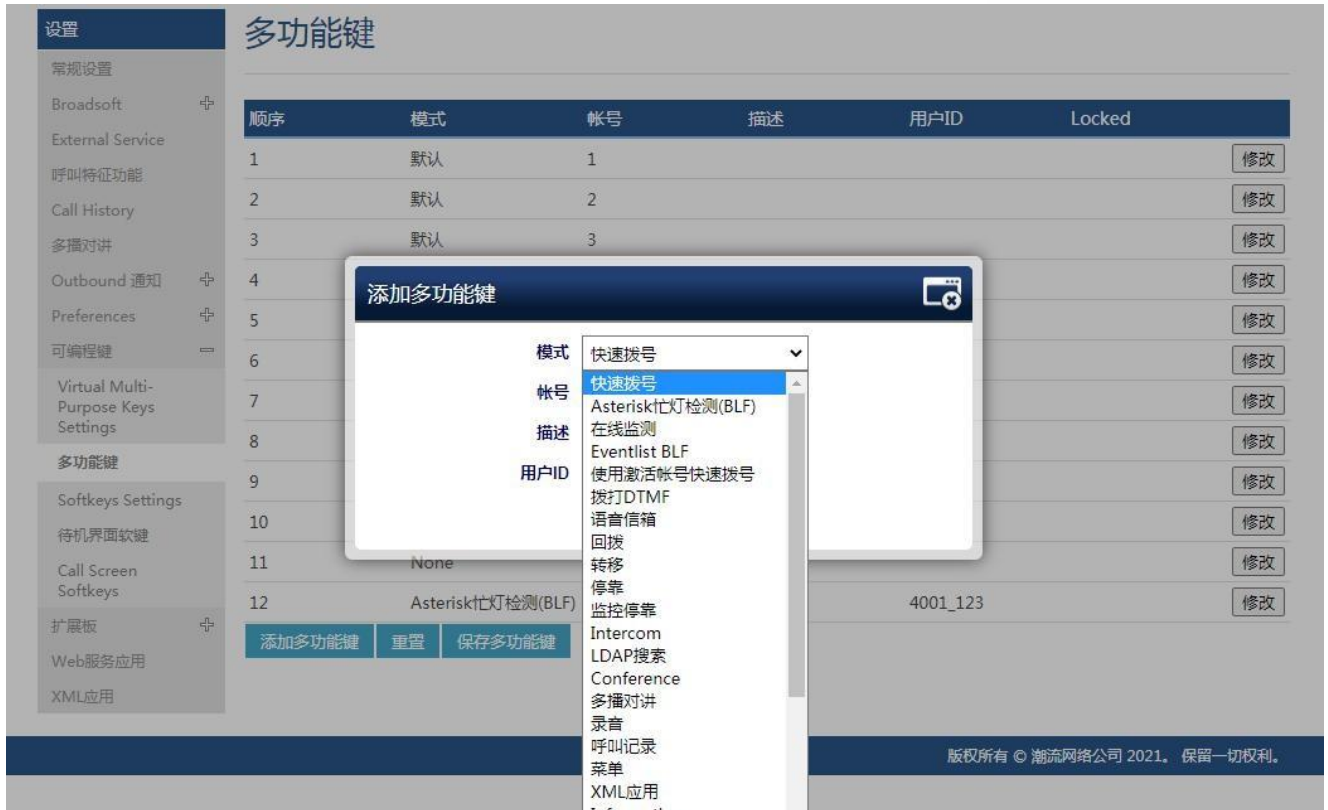 设置
常规设置
Broadsoft
External Service
呼叫特征功能
Call History
多播对讲
Outbound 通知
Preferences
可编程键
Virtual Multi-
Purpose Keys
Settings
多功能键
Softkeys Settings
待机界面软键
Call Screen
Softkeys
扩展板
Web服务应用
XML应用
多功能键
顺序 模式 帐号 描述 用户ID Locked
1 默认 1 修改
2 默认 2 修改
3 默认 3 修改
4 修改
5 修改
6 修改
7 修改
8 修改
9 修改
10 修改
11 None 修改
12 Asterisk忙灯检测(BLF) 4001_123 修改
添加多功能键 重置 保存多功能键
添加多功能键
模式 快速拨号
帐号
描述
用户ID
快速拨号
Asterisk忙灯检测(BLF)
在线监测
Eventlist BLF
使用激活帐号快速拨号
拨打DTMF
语音信箱
回拨
转移
停靠
监控停靠
Intercom
LDAP搜索
Conference
多播对讲
录音
呼叫记录
菜单
XML应用
版权所有 © 潮流网络公司 2021。 保留一切权利。